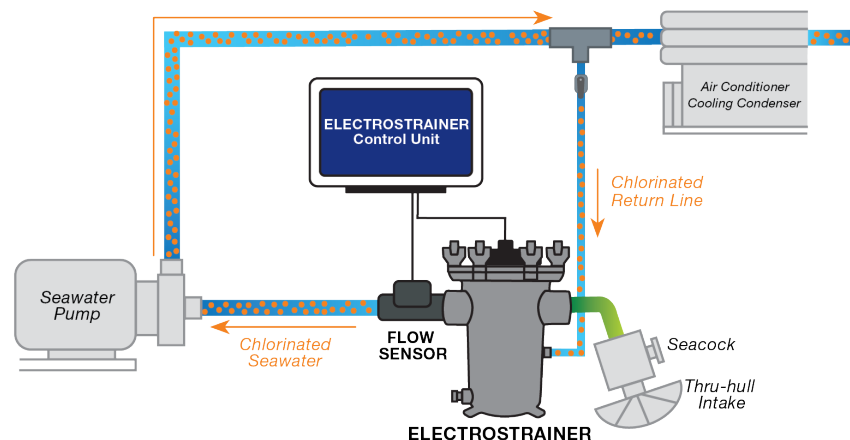 Air Conditioner
Cooling Condenser
ELECTROSTRAINER
Control Unit
Chlorinated
Return Line
Seawater
Pump
Chlorinated
Seawater
FLOW
SENSOR
Seacock
Thru-hull
Intake
ELECTROSTRAINER